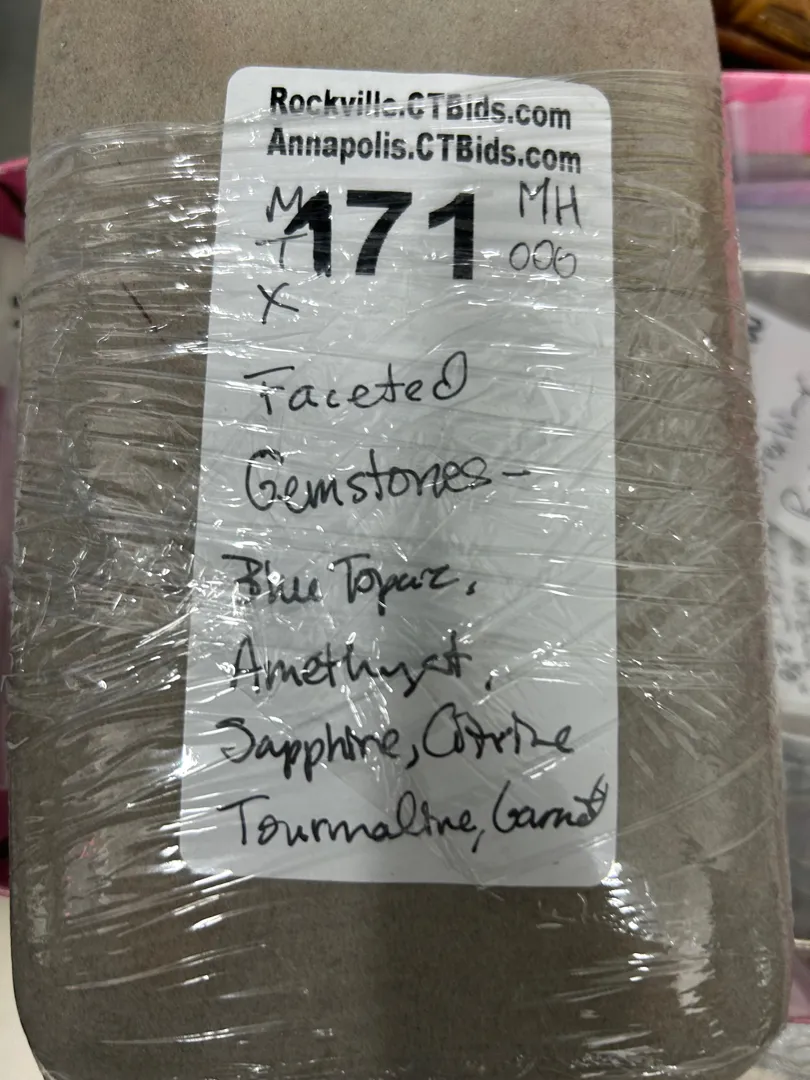 Rockville.CTBids.com
Annapolis.CTBids.com
M 171 MH
T 000
X
Faceted
Gemstones-
Blue Topaz,
Amethyst,
Sapphire, Citrine
Tourmaline, Garnet